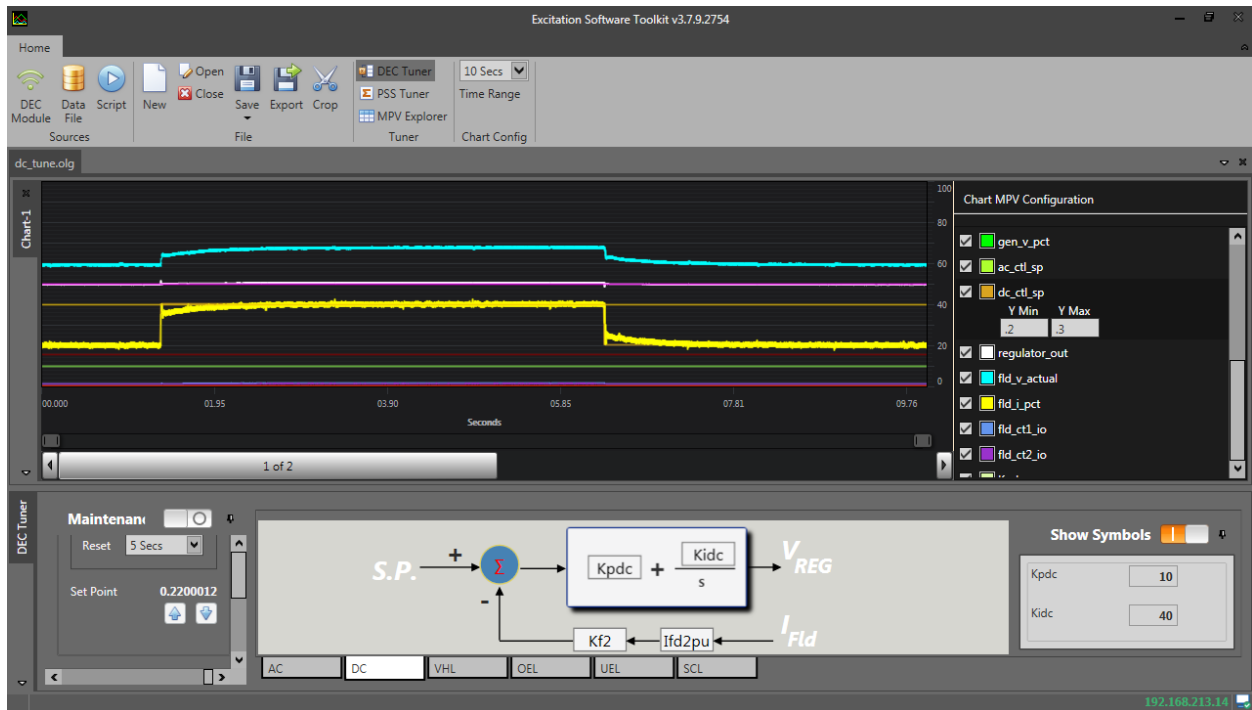 Excitation Software Toolkit v3.7.9.2754
Home
DEC Module
Data File
Script
Sources
New
Open
Close
Save
Export
Crop
File
DEC Tuner
PSS Tuner
MPV Explorer
Tuner
10 Secs
Time Range
Chart Config
dc_tune.olg
Chart-1
100
80
60
40
20
0
00.000 01.95 03.90 05.85 07.81 09.76
Seconds
1 of 2
Chart MPV Configuration
gen_v_pct
ac_ctl_sp
dc_ctl_sp
Y Min Y Max
.2 .3
regulator_out
fld_v_actual
fld_i_pct
fld_ct1_io
fld_ct2_io
DEC Tuner
Maintenan
Reset 5 Secs
Set Point 0.2200012
S.P.
+
Σ
-
Kpdc + Kidc
s
VREG
Kf2
Ifd2pu
IFld
AC DC VHL OEL UEL SCL
Show Symbols
Kpdc 10
Kidc 40
192.168.213.14